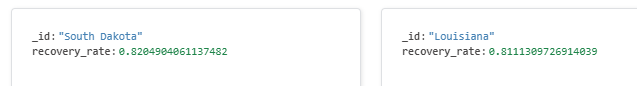 _id: "South Dakota"
recovery_rate: 0.8204904061137482
_id: "Louisiana"
recovery_rate: 0.8111309726914039